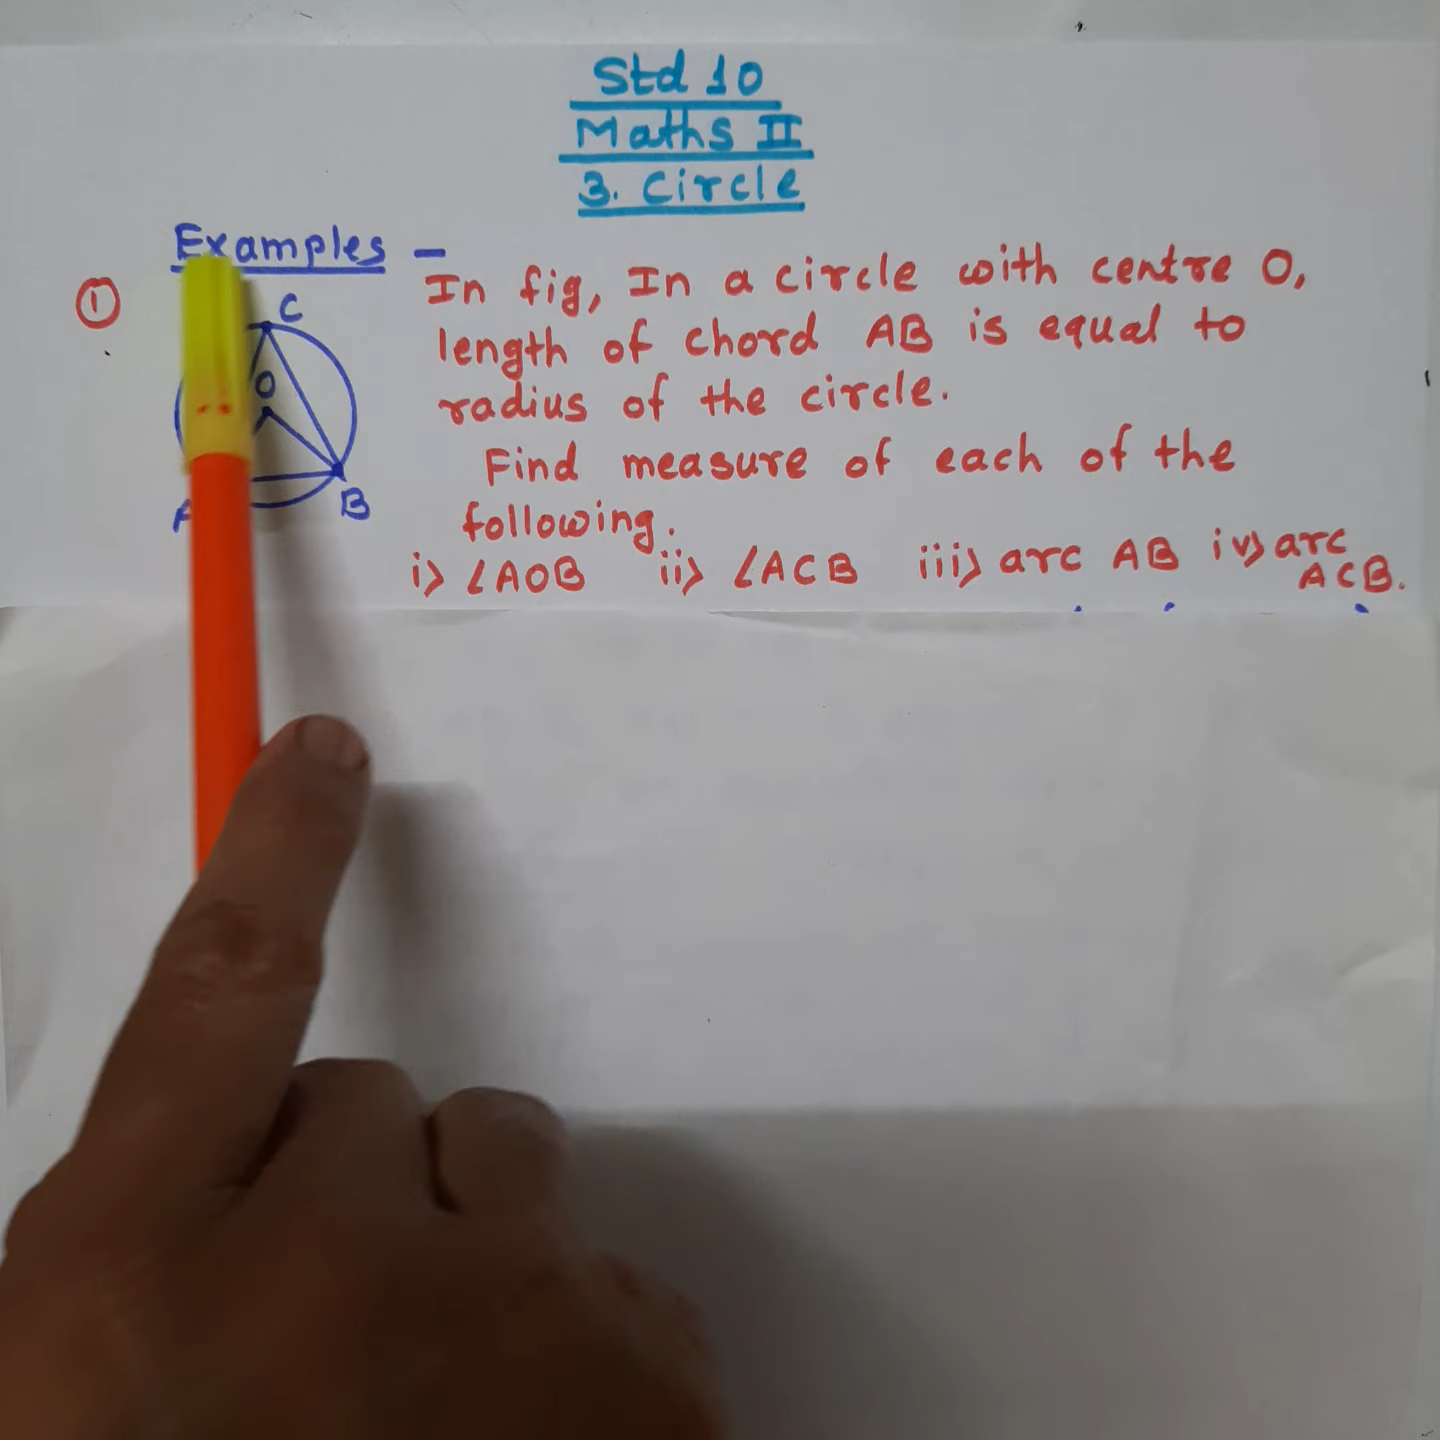 Std 10
Maths II
3. Circle
Examples -
① In fig, In a circle with centre O,
length of chord AB is equal to
radius of the circle.
Find measure of each of the
following.
i> ∠AOB ii> ∠ACB iii> arc AB iv> arc
ACB.
C
O
A
B